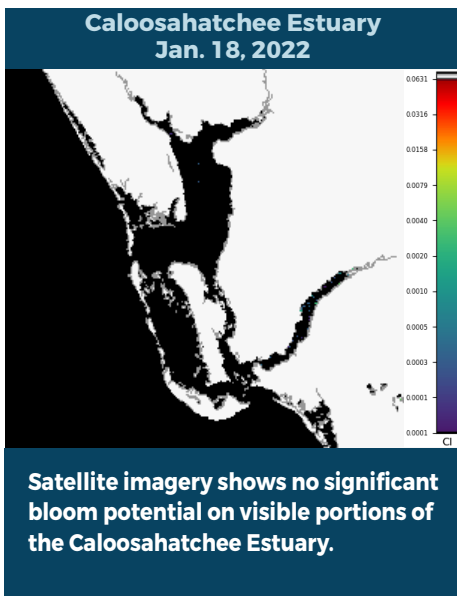 Caloosahatchee Estuary
Jan. 18, 2022
0.0631
0.0316
0.0158
0.0079
0.0040
0.0020
0.0010
0.0005
0.0003
0.0001
0.0001
CI
Satellite imagery shows no significant
bloom potential on visible portions of
the Caloosahatchee Estuary.